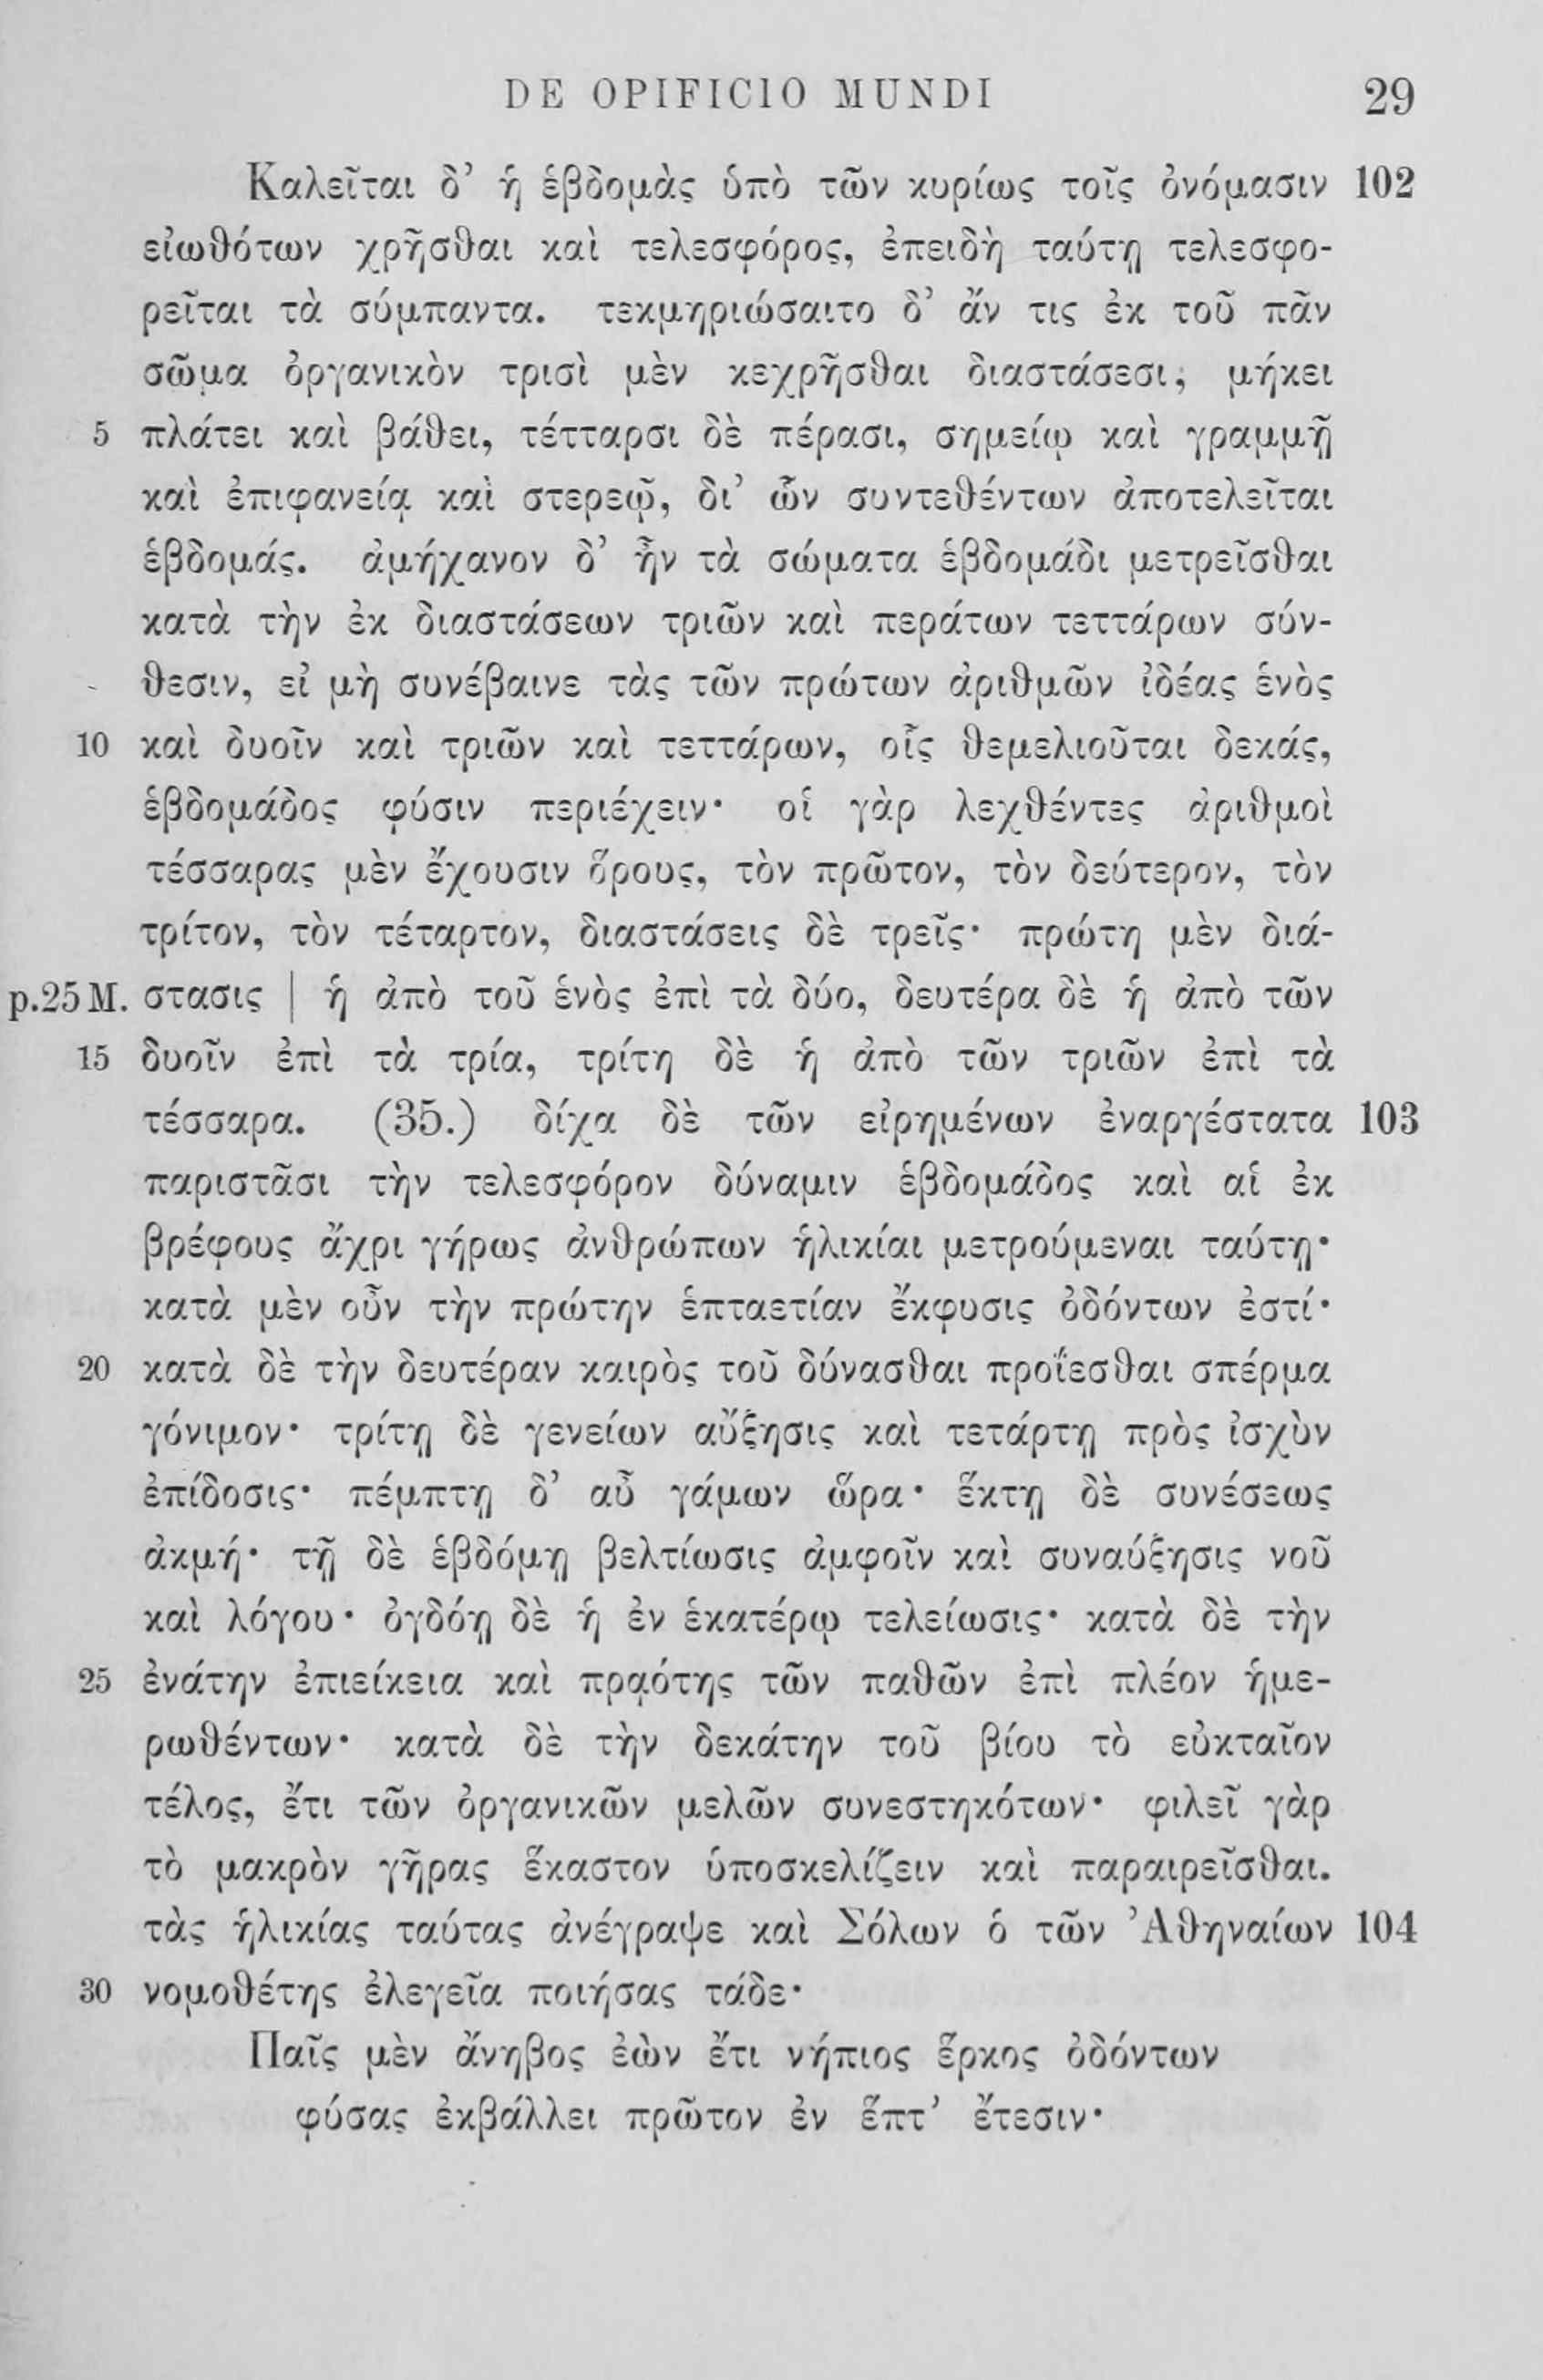 DE OPIFICIO MUNDI 29
Καλεῖται δ’ ἡ ἑβδομὰς ὑπὸ τῶν κυρίως τοῖς ὀνόμασιν 102
εἰωθότων χρῆσθαι καὶ τελεσφόρος, ἐπειδὴ ταύτῃ τελεσφο-
ρεῖται τὰ σύμπαντα. τεκμηριώσαιτο δ’ ἄν τις ἐκ τοῦ πᾶν
σῶμα ὀργανικὸν τρισὶ μὲν κεχρῆσθαι διαστάσεσι, μήκει
5 πλάτει καὶ βάθει, τέτταρσι δὲ πέρασι, σημείῳ καὶ γραμμῇ
καὶ ἐπιφανείᾳ καὶ στερεῷ, δι’ ὧν συντεθέντων ἀποτελεῖται
ἑβδομάς. ἀμήχανον δ’ ἦν τὰ σώματα ἑβδομάδι μετρεῖσθαι
κατὰ τὴν ἐκ διαστάσεων τριῶν καὶ περάτων τεττάρων σύν-
θεσιν, εἰ μὴ συνέβαινε τὰς τῶν πρώτων ἀριθμῶν ἰδέας ἑνὸς
10 καὶ δυοῖν καὶ τριῶν καὶ τεττάρων, οἷς θεμελιοῦται δεκάς,
ἑβδομάδος φύσιν περιέχειν· οἱ γὰρ λεχθέντες ἀριθμοὶ
τέσσαρας μὲν ἔχουσιν ὅρους, τὸν πρῶτον, τὸν δεύτερον, τὸν
τρίτον, τὸν τέταρτον, διαστάσεις δὲ τρεῖς· πρώτη μὲν διά-
p.25 M. στασις | ἡ ἀπὸ τοῦ ἑνὸς ἐπὶ τὰ δύο, δευτέρα δὲ ἡ ἀπὸ τῶν
15 δυοῖν ἐπὶ τὰ τρία, τρίτη δὲ ἡ ἀπὸ τῶν τριῶν ἐπὶ τὰ
τέσσαρα. (35.) δίχα δὲ τῶν εἰρημένων ἐναργέστατα 103
παριστᾶσι τὴν τελεσφόρον δύναμιν ἑβδομάδος καὶ αἱ ἐκ
βρέφους ἄχρι γήρως ἀνθρώπων ἡλικίαι μετρούμεναι ταύτῃ·
κατὰ μὲν οὖν τὴν πρώτην ἑπταετίαν ἔκφυσις ὀδόντων ἐστί·
20 κατὰ δὲ τὴν δευτέραν καιρὸς τοῦ δύνασθαι προΐεσθαι σπέρμα
γόνιμον· τρίτῃ δὲ γενείων αὔξησις καὶ τετάρτῃ πρὸς ἰσχὺν
ἐπίδοσις· πέμπτῃ δ’ αὖ γάμων ὥρα· ἕκτῃ δὲ συνέσεως
ἀκμή· τῇ δὲ ἑβδόμῃ βελτίωσις ἀμφοῖν καὶ συναύξησις νοῦ
καὶ λόγου· ὀγδόῃ δὲ ἡ ἐν ἑκατέρῳ τελείωσις· κατὰ δὲ τὴν
25 ἐνάτην ἐπιείκεια καὶ πρᾳότης τῶν παθῶν ἐπὶ πλέον ἡμε-
ρωθέντων· κατὰ δὲ τὴν δεκάτην τοῦ βίου τὸ εὐκταῖον
τέλος, ἔτι τῶν ὀργανικῶν μελῶν συνεστηκότων· φιλεῖ γὰρ
τὸ μακρὸν γῆρας ἕκαστον ὑποσκελίζειν καὶ παραιρεῖσθαι.
τὰς ἡλικίας ταύτας ἀνέγραψε καὶ Σόλων ὁ τῶν Ἀθηναίων 104
30 νομοθέτης ἐλεγεῖα ποιήσας τάδε·
Παῖς μὲν ἄνηβος ἐὼν ἔτι νήπιος ἕρκος ὀδόντων
φύσας ἐκβάλλει πρῶτον ἐν ἕπτ’ ἔτεσιν·